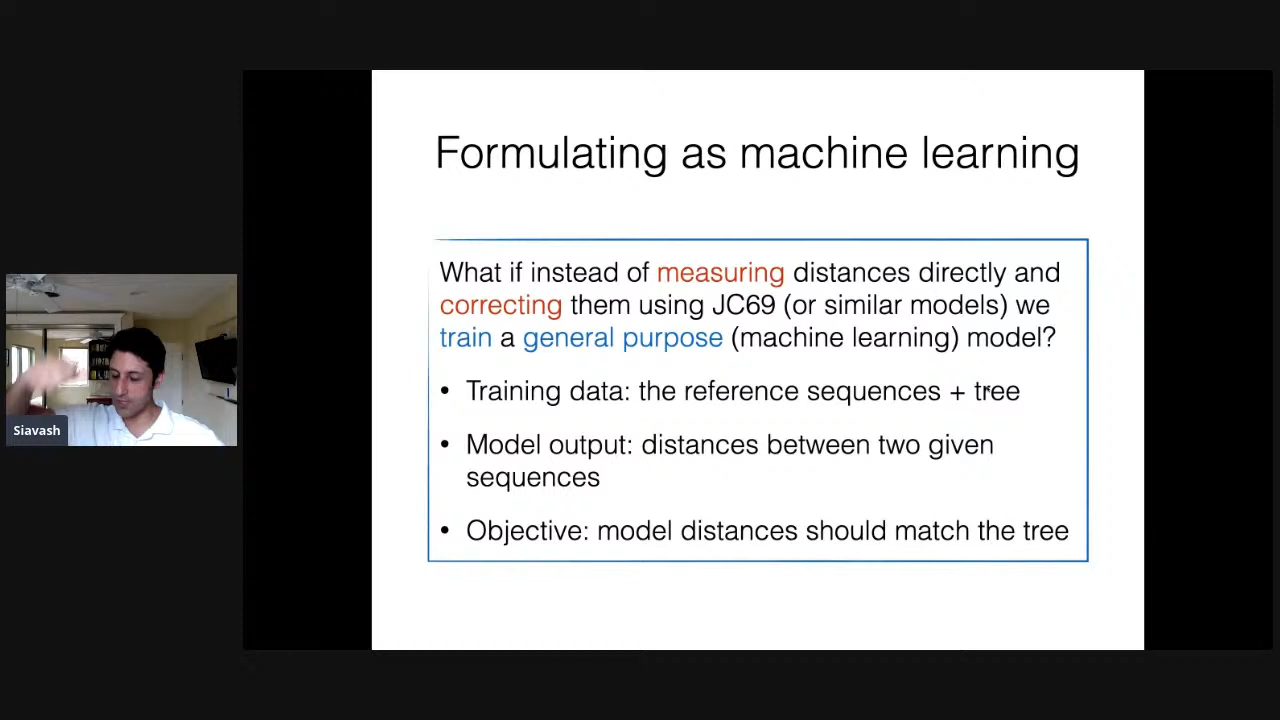 Formulating as machine learning
What if instead of measuring distances directly and
correcting them using JC69 (or similar models) we
train a general purpose (machine learning) model?
• Training data: the reference sequences + tree
• Model output: distances between two given
sequences
• Objective: model distances should match the tree
Siavash